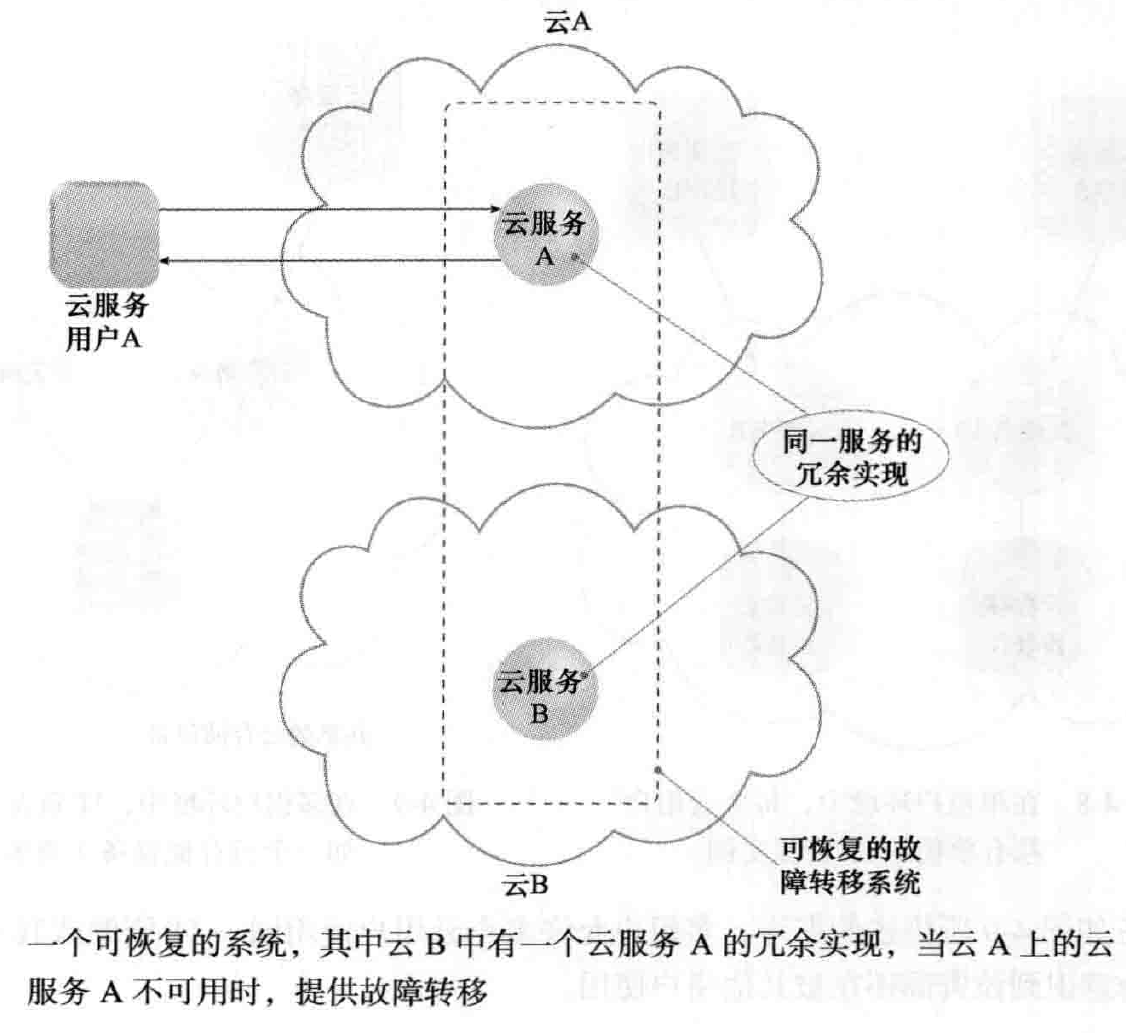 云A
云服务
A
云服务
用户A
同一服务的
冗余实现
云服务
B
可恢复的故
障转移系统
云B
一个可恢复的系统，其中云 B 中有一个云服务 A 的冗余实现，当云 A 上的云
服务 A 不可用时，提供故障转移